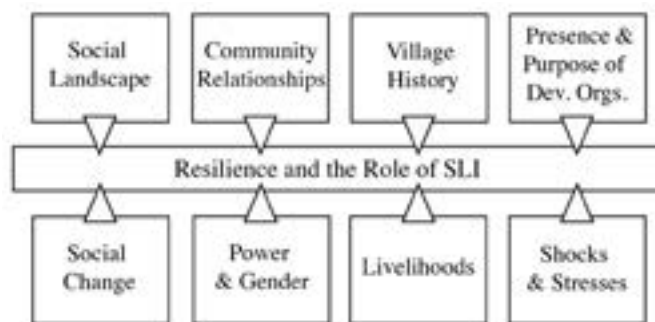 Social
Landscape
Community
Relationships
Village
History
Presence &
Purpose of
Dev. Orgs.
Resilience and the Role of SLI
Social
Change
Power
& Gender
Livelihoods
Shocks
& Stresses